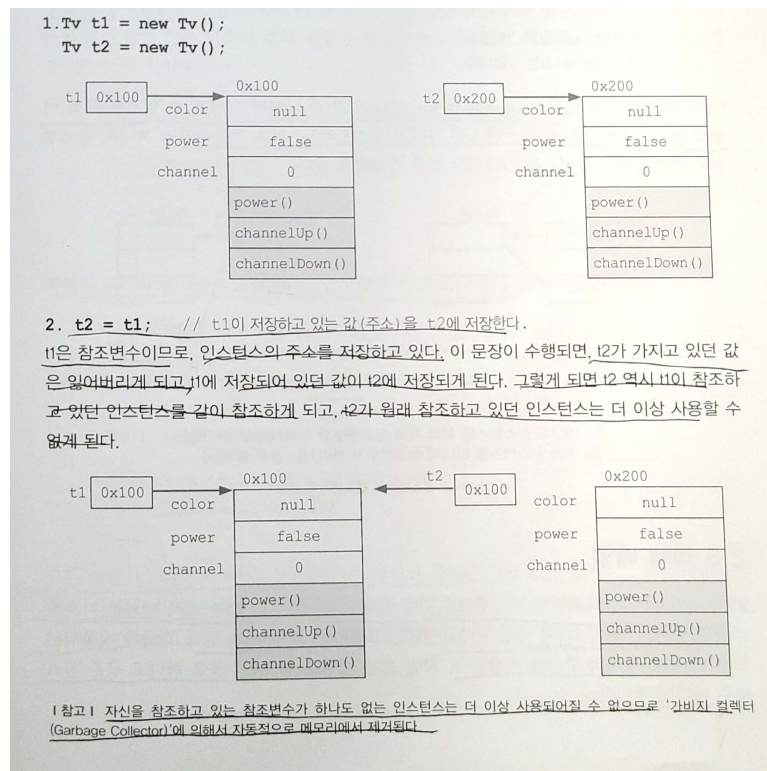 1.Tv t1 = new Tv();
Tv t2 = new Tv();
0x100
t1 0x100
color null
power false
channel 0
power()
channelUp()
channelDown()
0x200
t2 0x200
color null
power false
channel 0
power()
channelUp()
channelDown()
2. t2 = t1; // t1이 저장하고 있는 값(주소)을 t2에 저장한다.
t1은 참조변수이므로, 인스턴스의 주소를 저장하고 있다. 이 문장이 수행되면, t2가 가지고 있던 값
은 잃어버리게 되고, t1에 저장되어 있던 값이 t2에 저장되게 된다. 그렇게 되면 t2 역시 t1이 참조하
고 있던 인스턴스를 같이 참조하게 되고, t2가 원래 참조하고 있던 인스턴스는 더 이상 사용할 수
없게 된다.
0x100
t1 0x100
color null
power false
channel 0
power()
channelUp()
channelDown()
t2 0x100
0x200
color null
power false
channel 0
power()
channelUp()
channelDown()
|참고| 자신을 참조하고 있는 참조변수가 하나도 없는 인스턴스는 더 이상 사용되어질 수 없으므로 '가비지 컬렉터
(Garbage Collector)'에 의해서 자동적으로 메모리에서 제거된다.